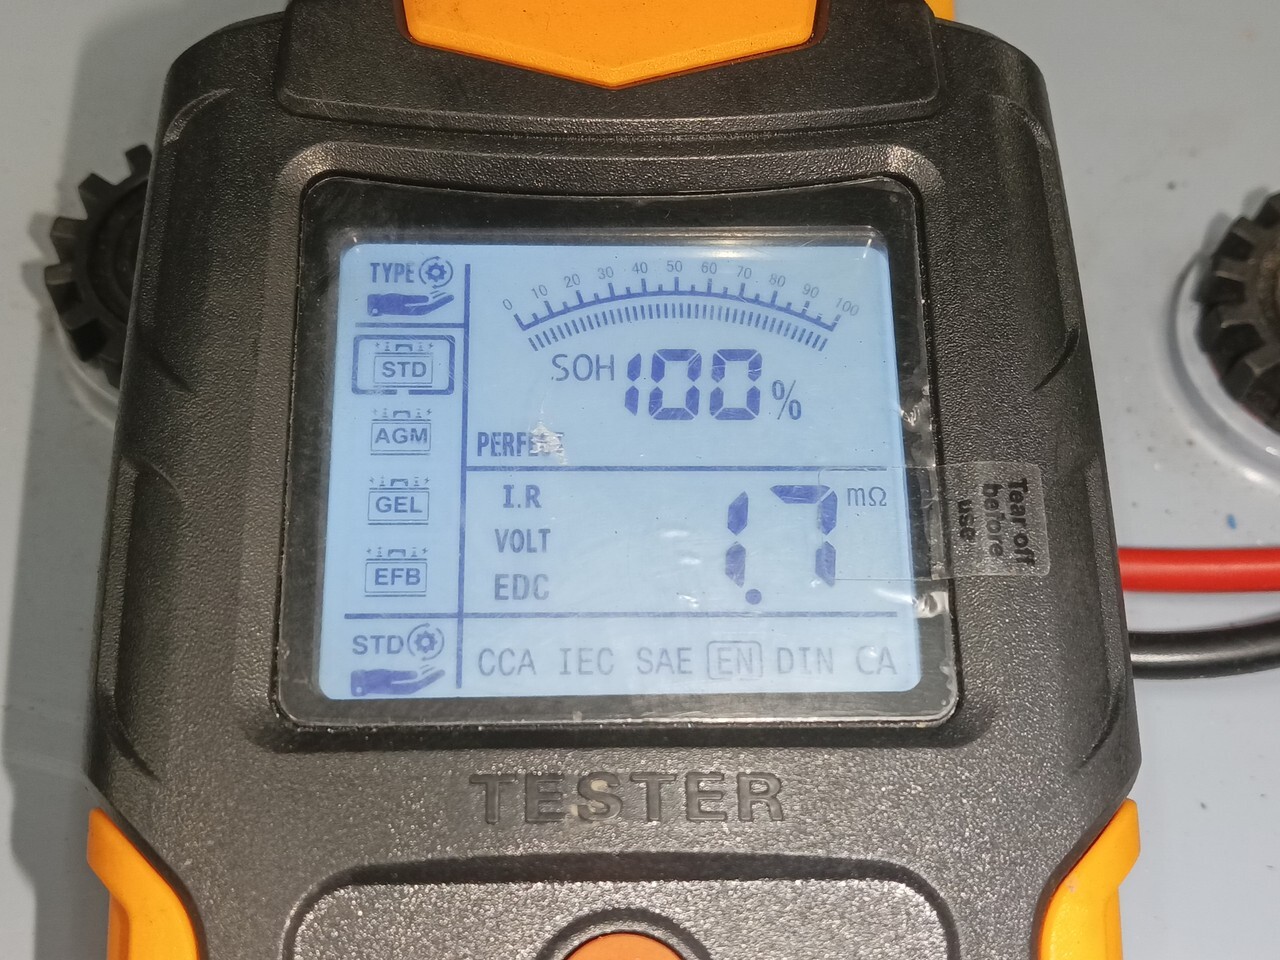 TYPE
STD
AGM
GEL
EFB
STD
0 10 20 30 40 50 60 70 80 90 100
SOH 100 %
PERFECT
I.R 1.7 mΩ
VOLT
EDC
CCA IEC SAE EN DIN CA
Tear off
before
use
TESTER